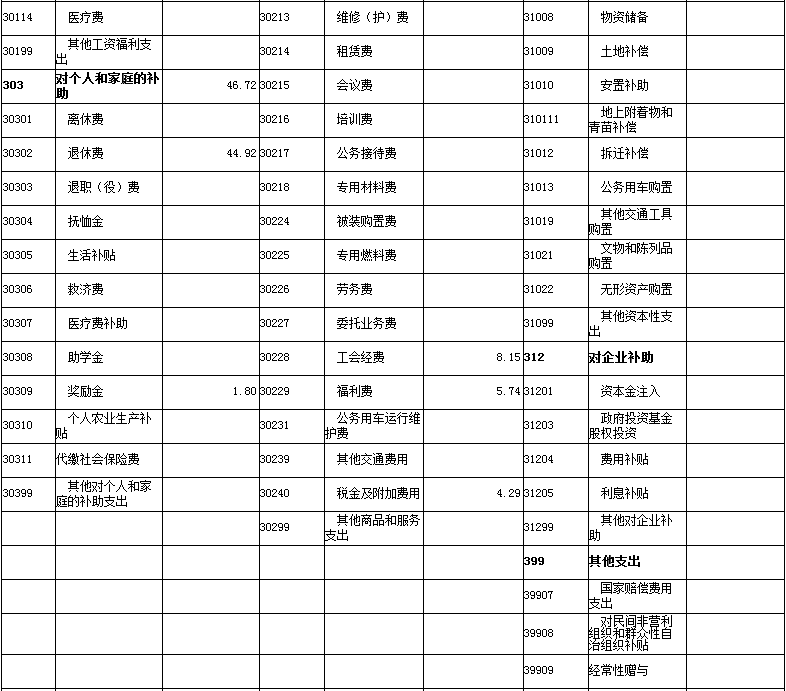 30114 医疗费 30213 维修（护）费 31008 物资储备
30199 其他工资福利支出 30214 租赁费 31009 土地补偿
303 对个人和家庭的补助 46.72 30215 会议费 31010 安置补助
30301 离休费 30216 培训费 310111 地上附着物和青苗补偿
30302 退休费 44.92 30217 公务接待费 31012 拆迁补偿
30303 退职（役）费 30218 专用材料费 31013 公务用车购置
30304 抚恤金 30224 被装购置费 31019 其他交通工具购置
30305 生活补贴 30225 专用燃料费 31021 文物和陈列品购置
30306 救济费 30226 劳务费 31022 无形资产购置
30307 医疗费补助 30227 委托业务费 31099 其他资本性支出
30308 助学金 30228 工会经费 8.15 312 对企业补助
30309 奖励金 1.80 30229 福利费 5.74 31201 资本金注入
30310 个人农业生产补贴 30231 公务用车运行维护费 31203 政府投资基金股权投资
30311 代缴社会保险费 30239 其他交通费用 31204 费用补贴
30399 其他对个人和家庭的补助支出 30240 税金及附加费用 4.29 31205 利息补贴
30299 其他商品和服务支出 31299 其他对企业补助
399 其他支出
39907 国家赔偿费用支出
39908 对民间非营利组织和群众性自治组织补贴
39909 经常性赠与